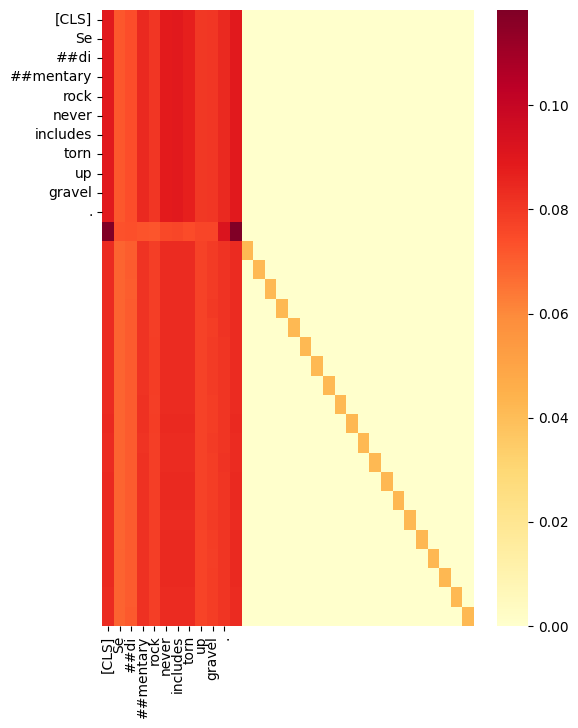 [CLS]
Se
##di
##mentary
rock
never
includes
torn
up
gravel
.
0.10
0.08
0.06
0.04
0.02
0.00
[CLS]
Se
##di
##mentary
rock
never
includes
torn
up
gravel
.